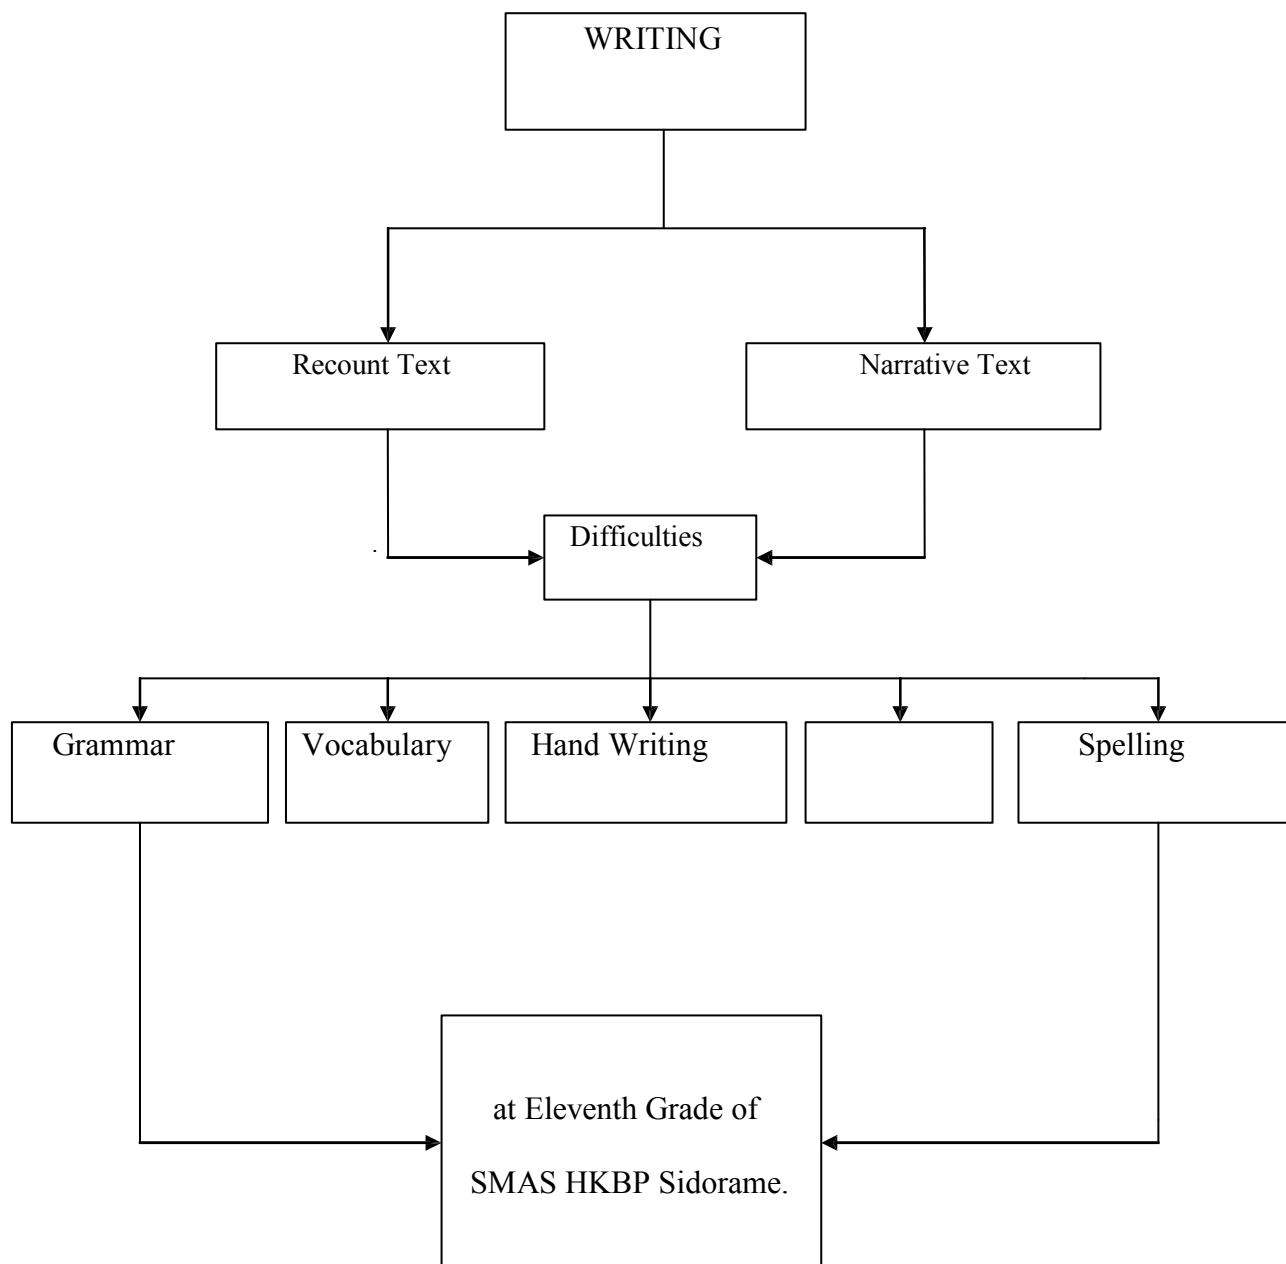 WRITING
Recount Text
Narrative Text
Difficulties
.
Grammar
Vocabulary
Hand Writing
Spelling
at Eleventh Grade of
SMAS HKBP Sidorame.